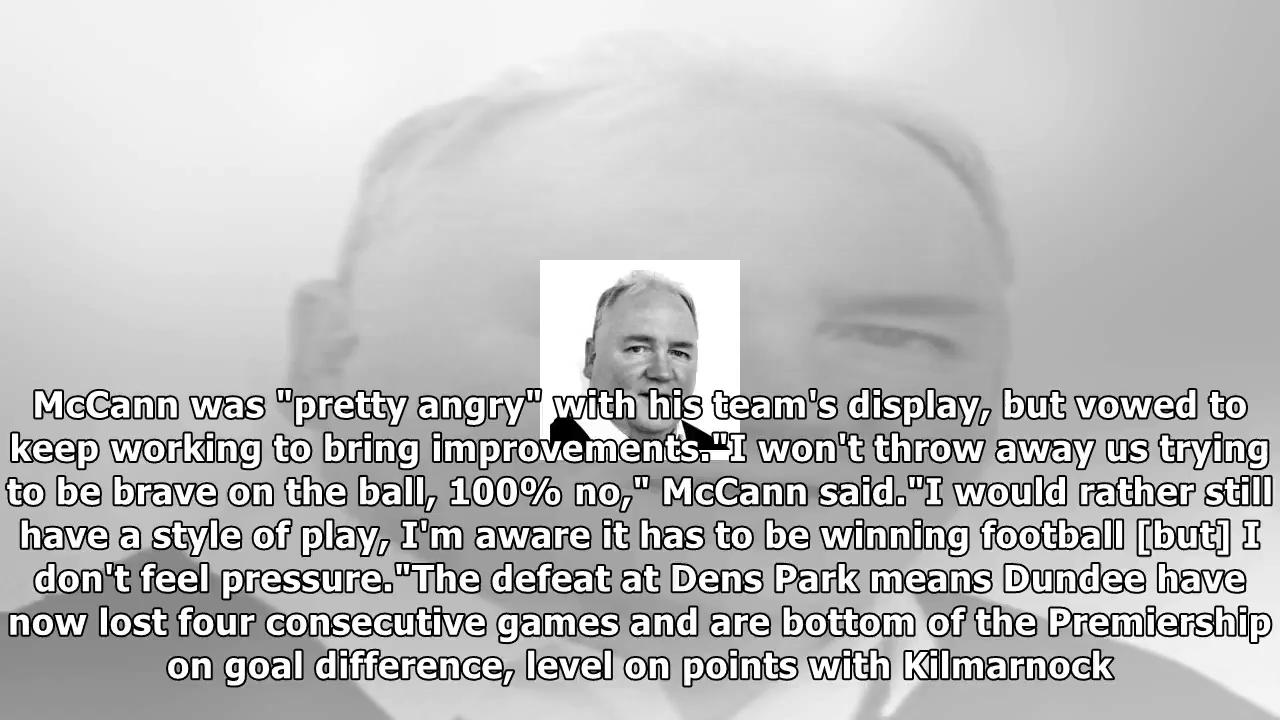 McCann was "pretty angry" with his team's display, but vowed to
keep working to bring improvements."I won't throw away us trying
to be brave on the ball, 100% no," McCann said."I would rather still
have a style of play, I'm aware it has to be winning football [but] I
don't feel pressure."The defeat at Dens Park means Dundee have
now lost four consecutive games and are bottom of the Premiership
on goal difference, level on points with Kilmarnock